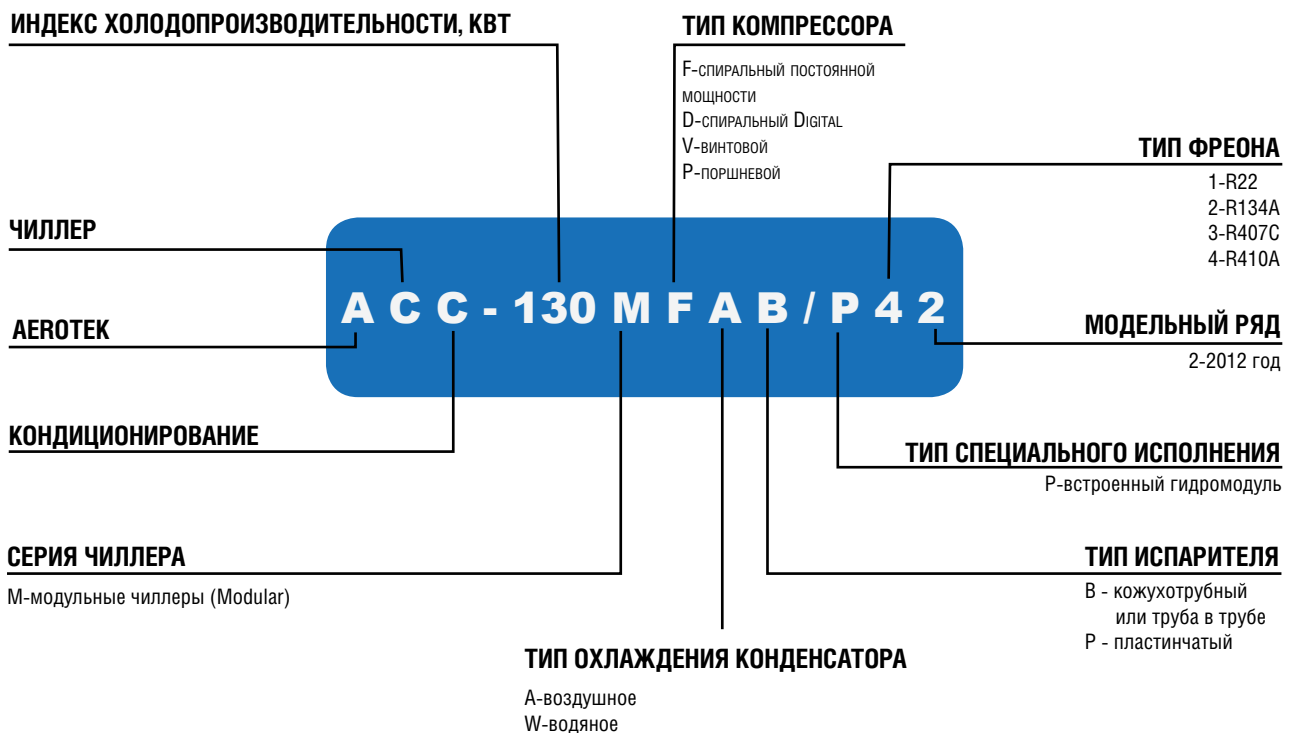 ИНДЕКС ХОЛОДОПРОИЗВОДИТЕЛЬНОСТИ, КВТ
ТИП КОМПРЕССОРА
F-спиральный постоянной
мощности
D-спиральный Digital
V-винтовой
P-поршневой
ТИП ФРЕОНА
1-R22
2-R134A
3-R407C
4-R410A
ЧИЛЛЕР
AEROTEK
A C C - 130 M F A B / P 4 2
МОДЕЛЬНЫЙ РЯД
2-2012 год
КОНДИЦИОНИРОВАНИЕ
ТИП СПЕЦИАЛЬНОГО ИСПОЛНЕНИЯ
P-встроенный гидромодуль
СЕРИЯ ЧИЛЛЕРА
M-модульные чиллеры (Modular)
ТИП ИСПАРИТЕЛЯ
B - кожухотрубный
или труба в трубе
P - пластинчатый
ТИП ОХЛАЖДЕНИЯ КОНДЕНСАТОРА
A-воздушное
W-водяное